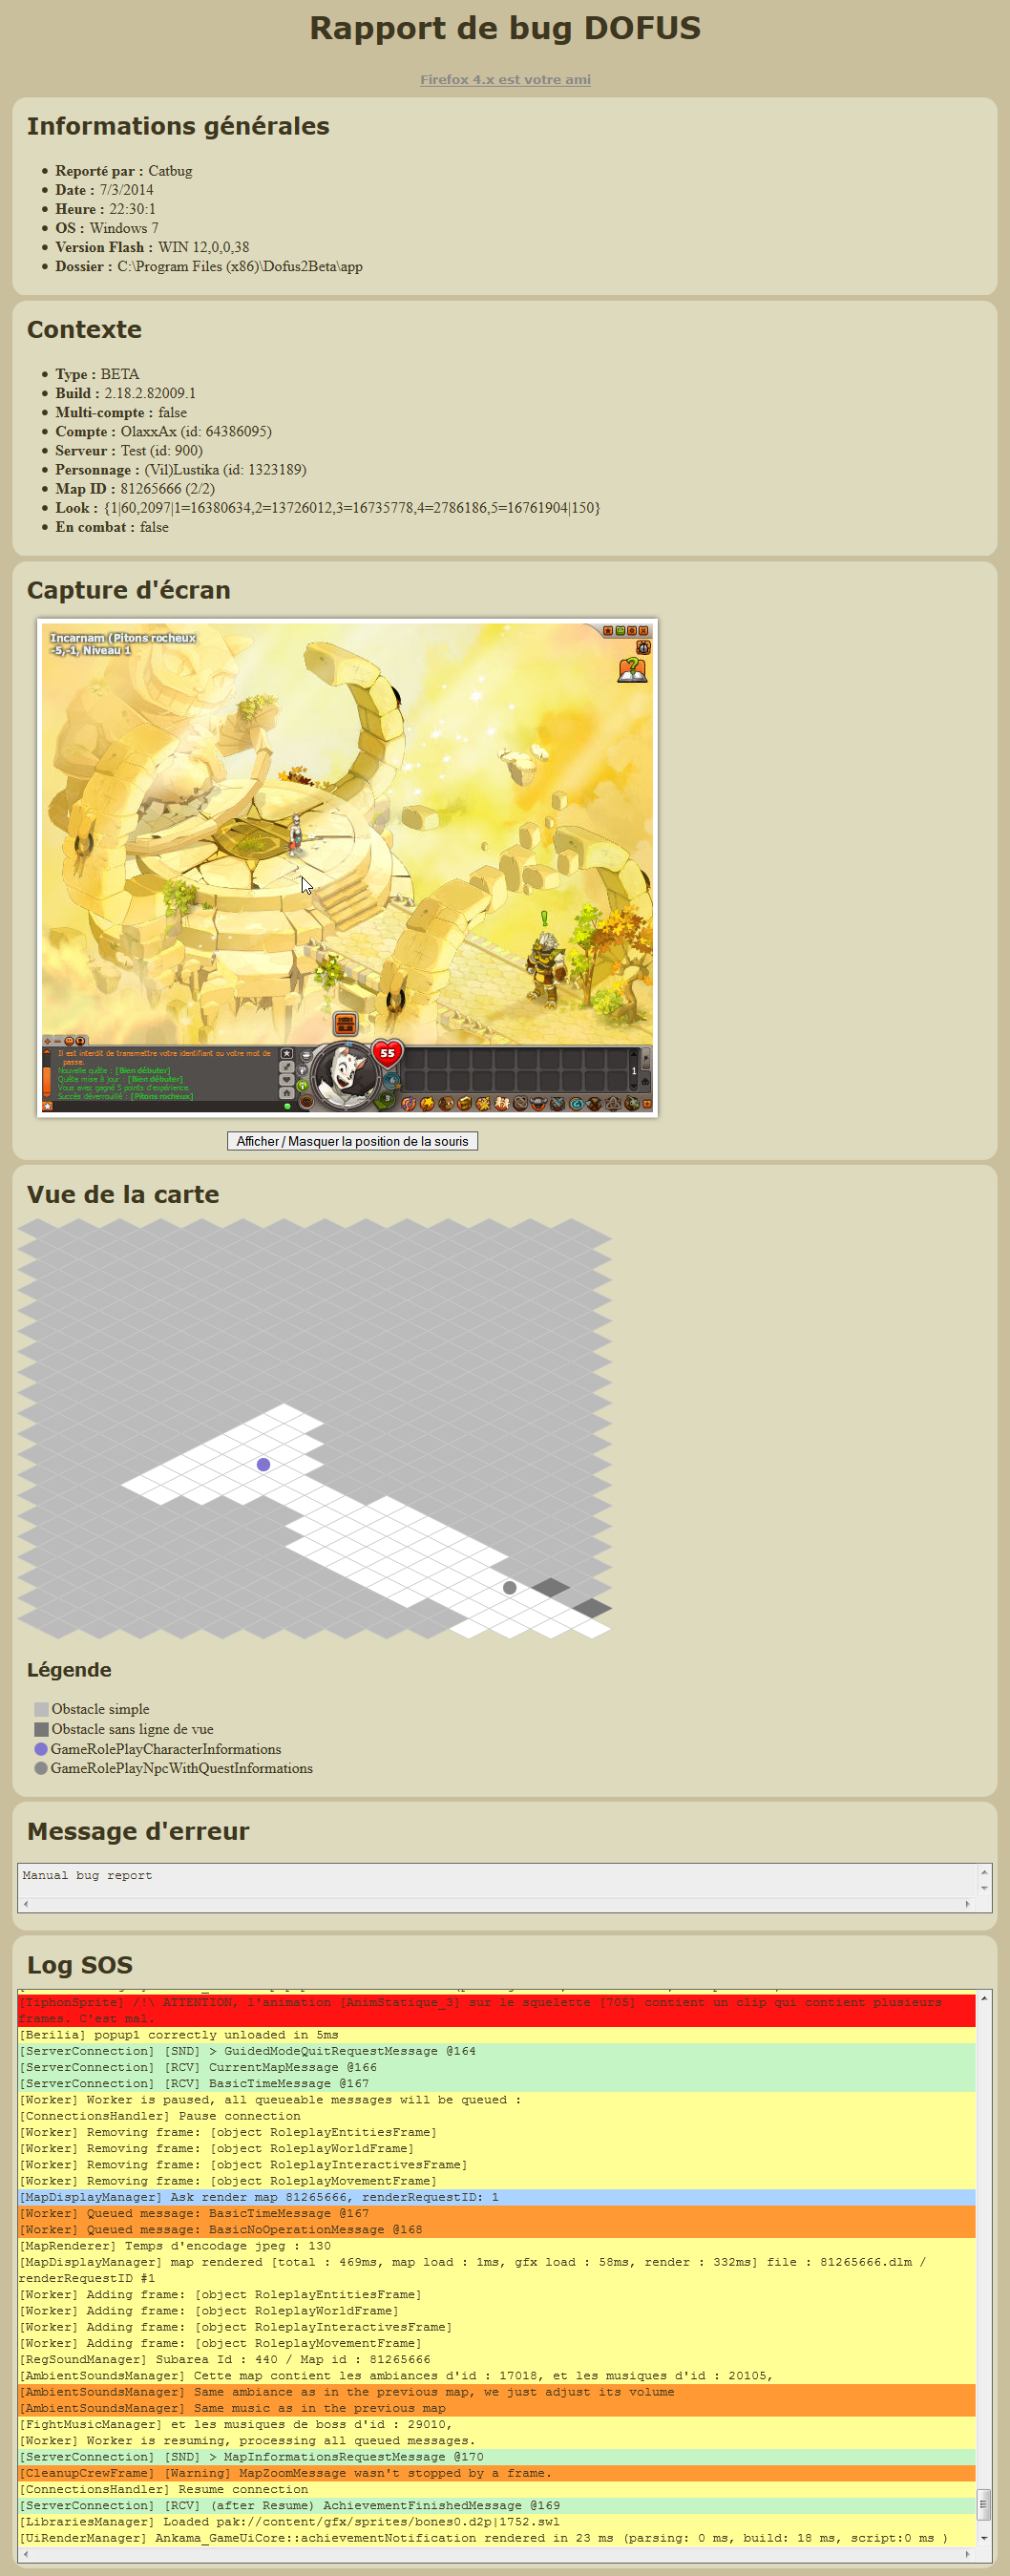 Rapport de bug DOFUS
Firefox 4.x est votre ami
Informations générales
Reporté par : Catbug
Date : 7/3/2014
Heure : 22:30:1
OS : Windows 7
Version Flash : WIN 12,0,0,38
Dossier : C:\Program Files (x86)\Dofus2Beta\app
Contexte
Type : BETA
Build : 2.18.2.82009.1
Multi-compte : false
Compte : OlaxxAx (id: 64386095)
Serveur : Test (id: 900)
Personnage : (Vil)Lustika (id: 1323189)
Map ID : 81265666 (2/2)
Look : {1|60,2097|1=16380634,2=13726012,3=16735778,4=2786186,5=16761904|150}
En combat : false
Capture d'écran
Incarnam (Pitons rocheux
-5,-1, Niveau 1
Il est interdit de transmettre votre identifiant ou votre mot de
passe.
Nouvelle quête : [Bien débuter]
Quête mise à jour : [Bien débuter]
Vous avez gagné 5 points d'expérience.
Succès déverrouillé : [Pitons rocheux]
55
1
Afficher / Masquer la position de la souris
Vue de la carte
Légende
Obstacle simple
Obstacle sans ligne de vue
GameRolePlayCharacterInformations
GameRolePlayNpcWithQuestInformations
Message d'erreur
Manual bug report
Log SOS
[TiphonSprite] /!\ ATTENTION, l'animation [AnimStatique_3] sur le squelette [705] contient un clip qui contient plusieurs
frames. C'est mal.
[Berilia] popup1 correctly unloaded in 5ms
[ServerConnection] [SND] > GuidedModeQuitRequestMessage @164
[ServerConnection] [RCV] CurrentMapMessage @166
[ServerConnection] [RCV] BasicTimeMessage @167
[Worker] Worker is paused, all queueable messages will be queued :
[ConnectionsHandler] Pause connection
[Worker] Removing frame: [object RoleplayEntitiesFrame]
[Worker] Removing frame: [object RoleplayWorldFrame]
[Worker] Removing frame: [object RoleplayInteractivesFrame]
[Worker] Removing frame: [object RoleplayMovementFrame]
[MapDisplayManager] Ask render map 81265666, renderRequestID: 1
[Worker] Queued message: BasicTimeMessage @167
[Worker] Queued message: BasicNoOperationMessage @168
[MapRenderer] Temps d'encodage jpeg : 130
[MapDisplayManager] map rendered [total : 469ms, map load : 1ms, gfx load : 58ms, render : 332ms] file : 81265666.dlm /
renderRequestID #1
[Worker] Adding frame: [object RoleplayEntitiesFrame]
[Worker] Adding frame: [object RoleplayWorldFrame]
[Worker] Adding frame: [object RoleplayInteractivesFrame]
[Worker] Adding frame: [object RoleplayMovementFrame]
[RegSoundManager] Subarea Id : 440 / Map id : 81265666
[AmbientSoundsManager] Cette map contient les ambiances d'id : 17018, et les musiques d'id : 20105,
[AmbientSoundsManager] Same ambiance as in the previous map, we just adjust its volume
[AmbientSoundsManager] Same music as in the previous map
[FightMusicManager] et les musiques de boss d'id : 29010,
[Worker] Worker is resuming, processing all queued messages.
[ServerConnection] [SND] > MapInformationsRequestMessage @170
[CleanupCrewFrame] [Warning] MapZoomMessage wasn't stopped by a frame.
[ConnectionsHandler] Resume connection
[ServerConnection] [RCV] (after Resume) AchievementFinishedMessage @169
[LibrariesManager] Loaded pak://content/gfx/sprites/bones0.d2p|1752.swl
[UiRenderManager] Ankama_GameUiCore::achievementNotification rendered in 23 ms (parsing: 0 ms, build: 18 ms, script:0 ms )